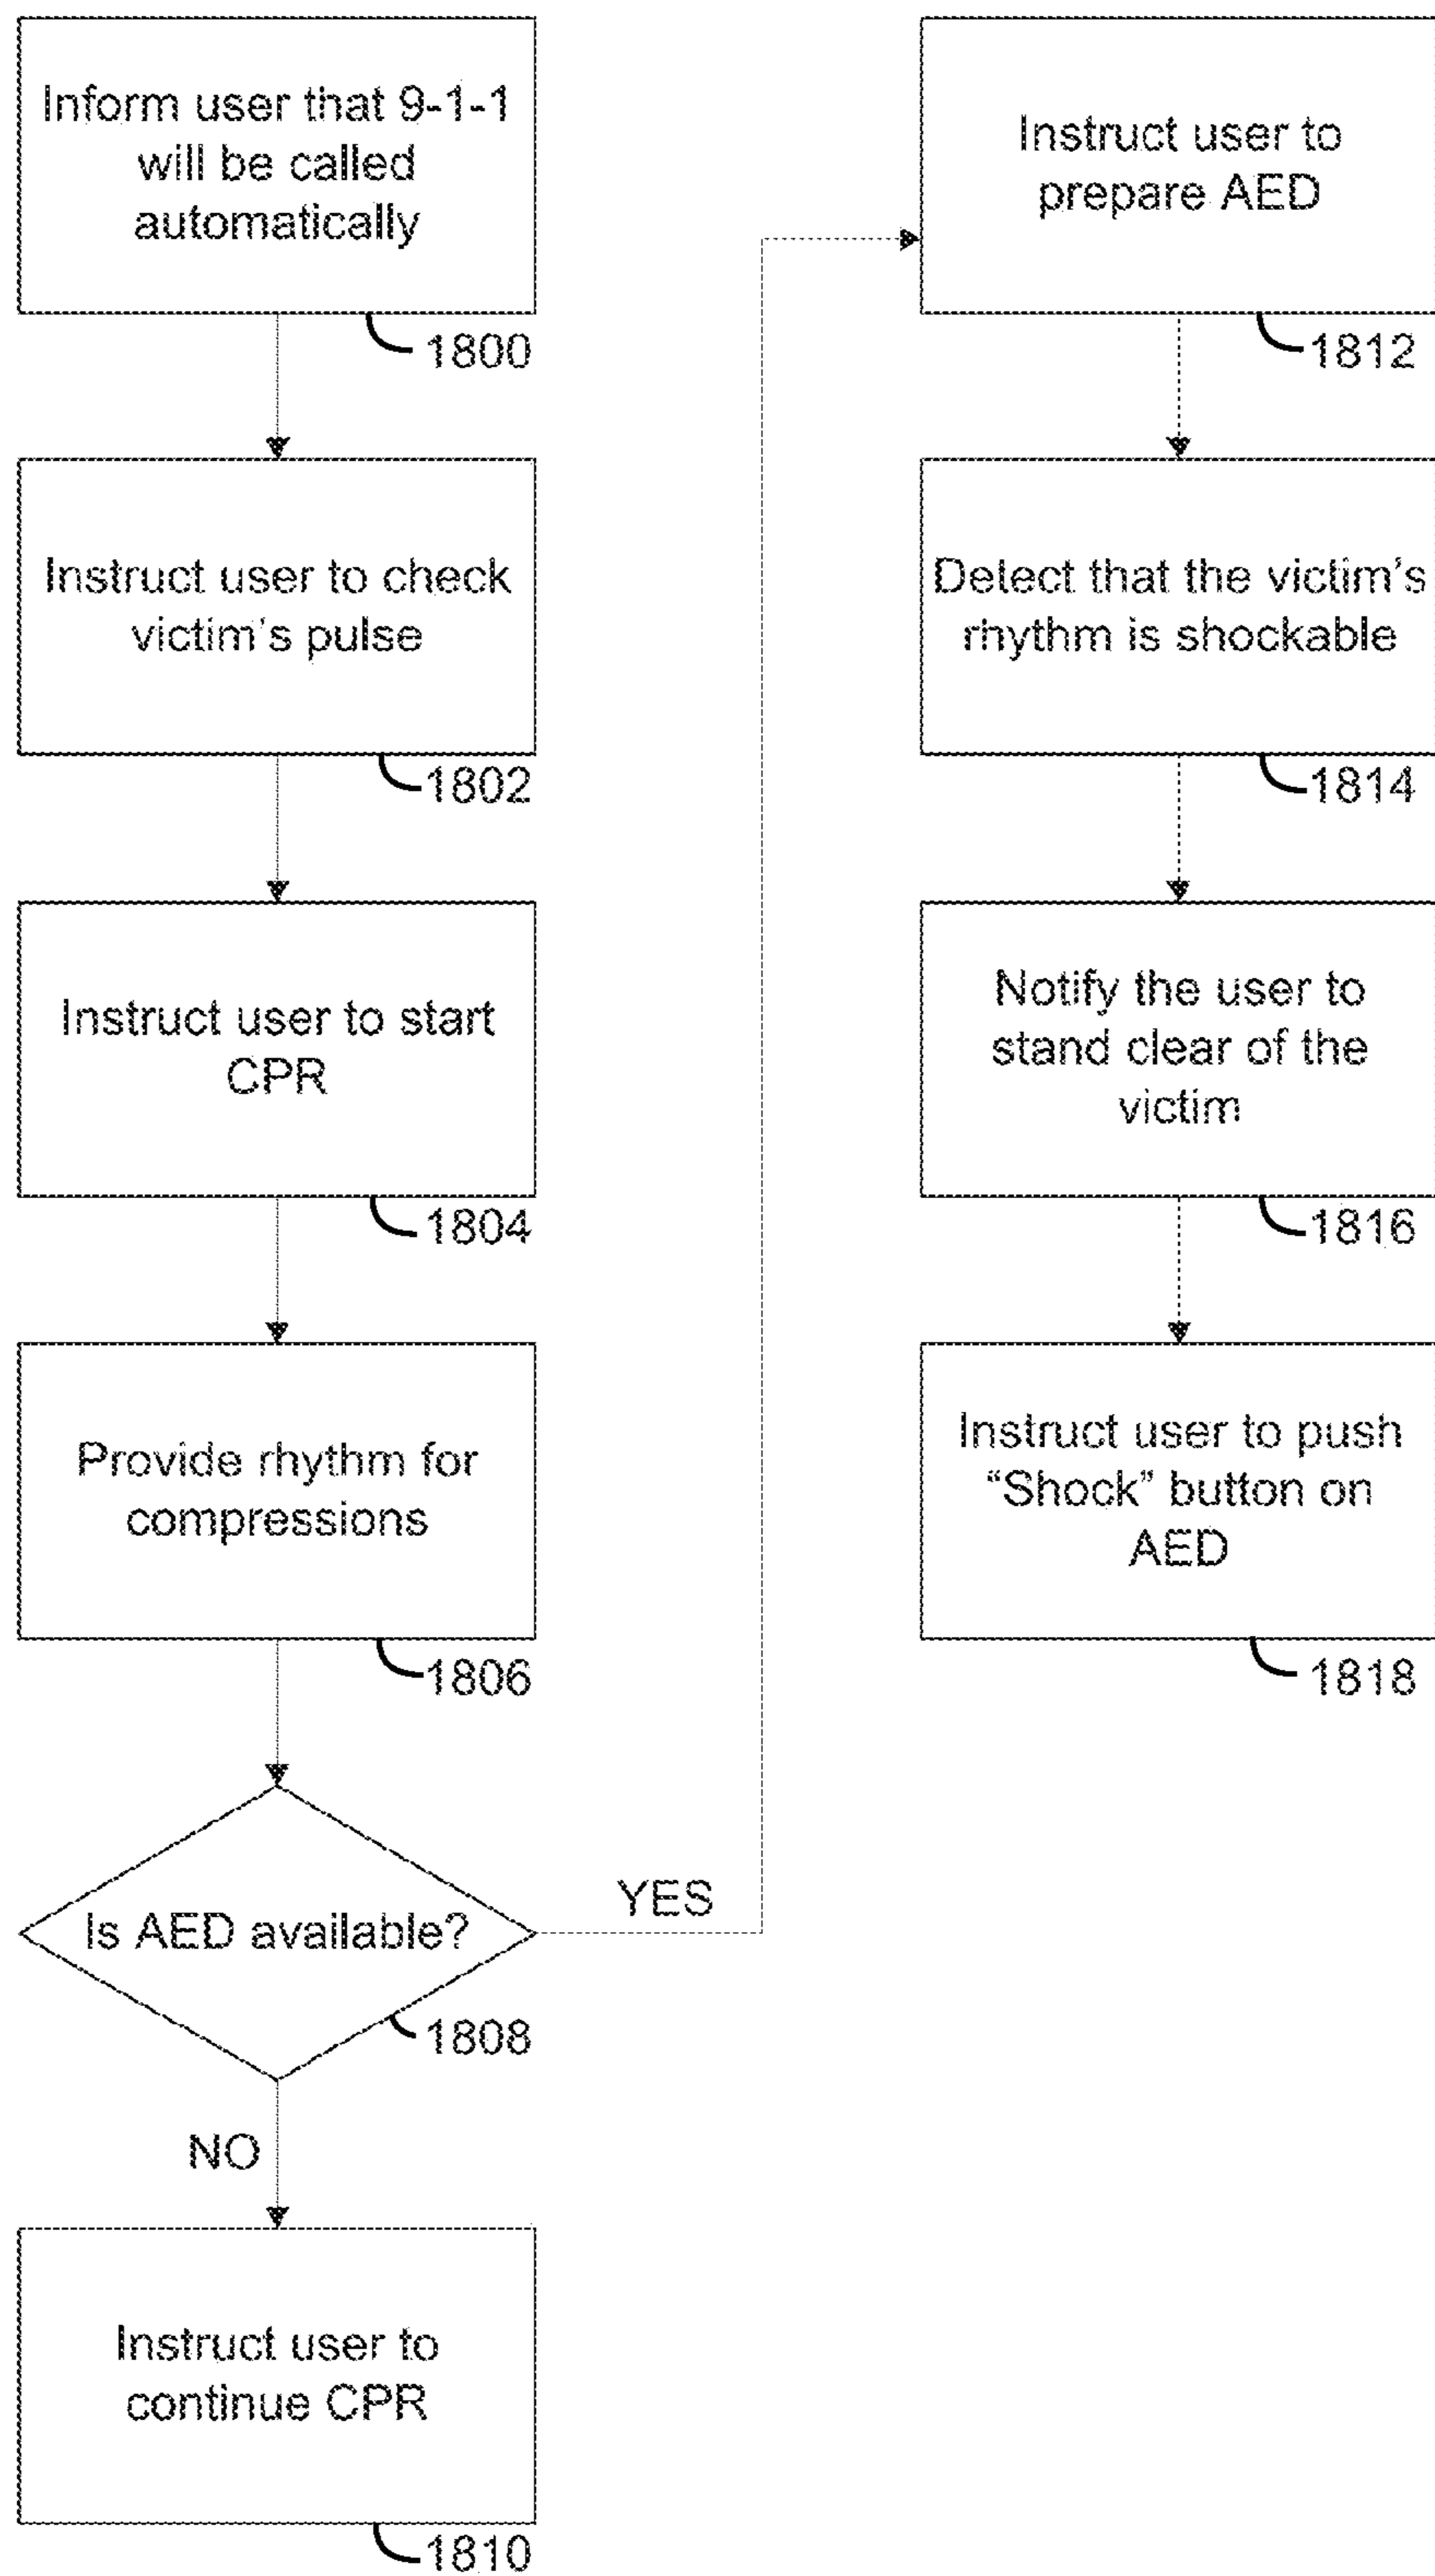 Inform user that 9-1-1
will be called
automatically
1800
Instruct user to check
victim's pulse
1802
Instruct user to start
CPR
1804
Provide rhythm for
compressions
1806
Is AED available?
YES
1808
NO
Instruct user to
continue CPR
1810
Instruct user to
prepare AED
1812
Detect that the victim's
rhythm is shockable
1814
Notify the user to
stand clear of the
victim
1816
Instruct user to push
“Shock” button on
AED
1818